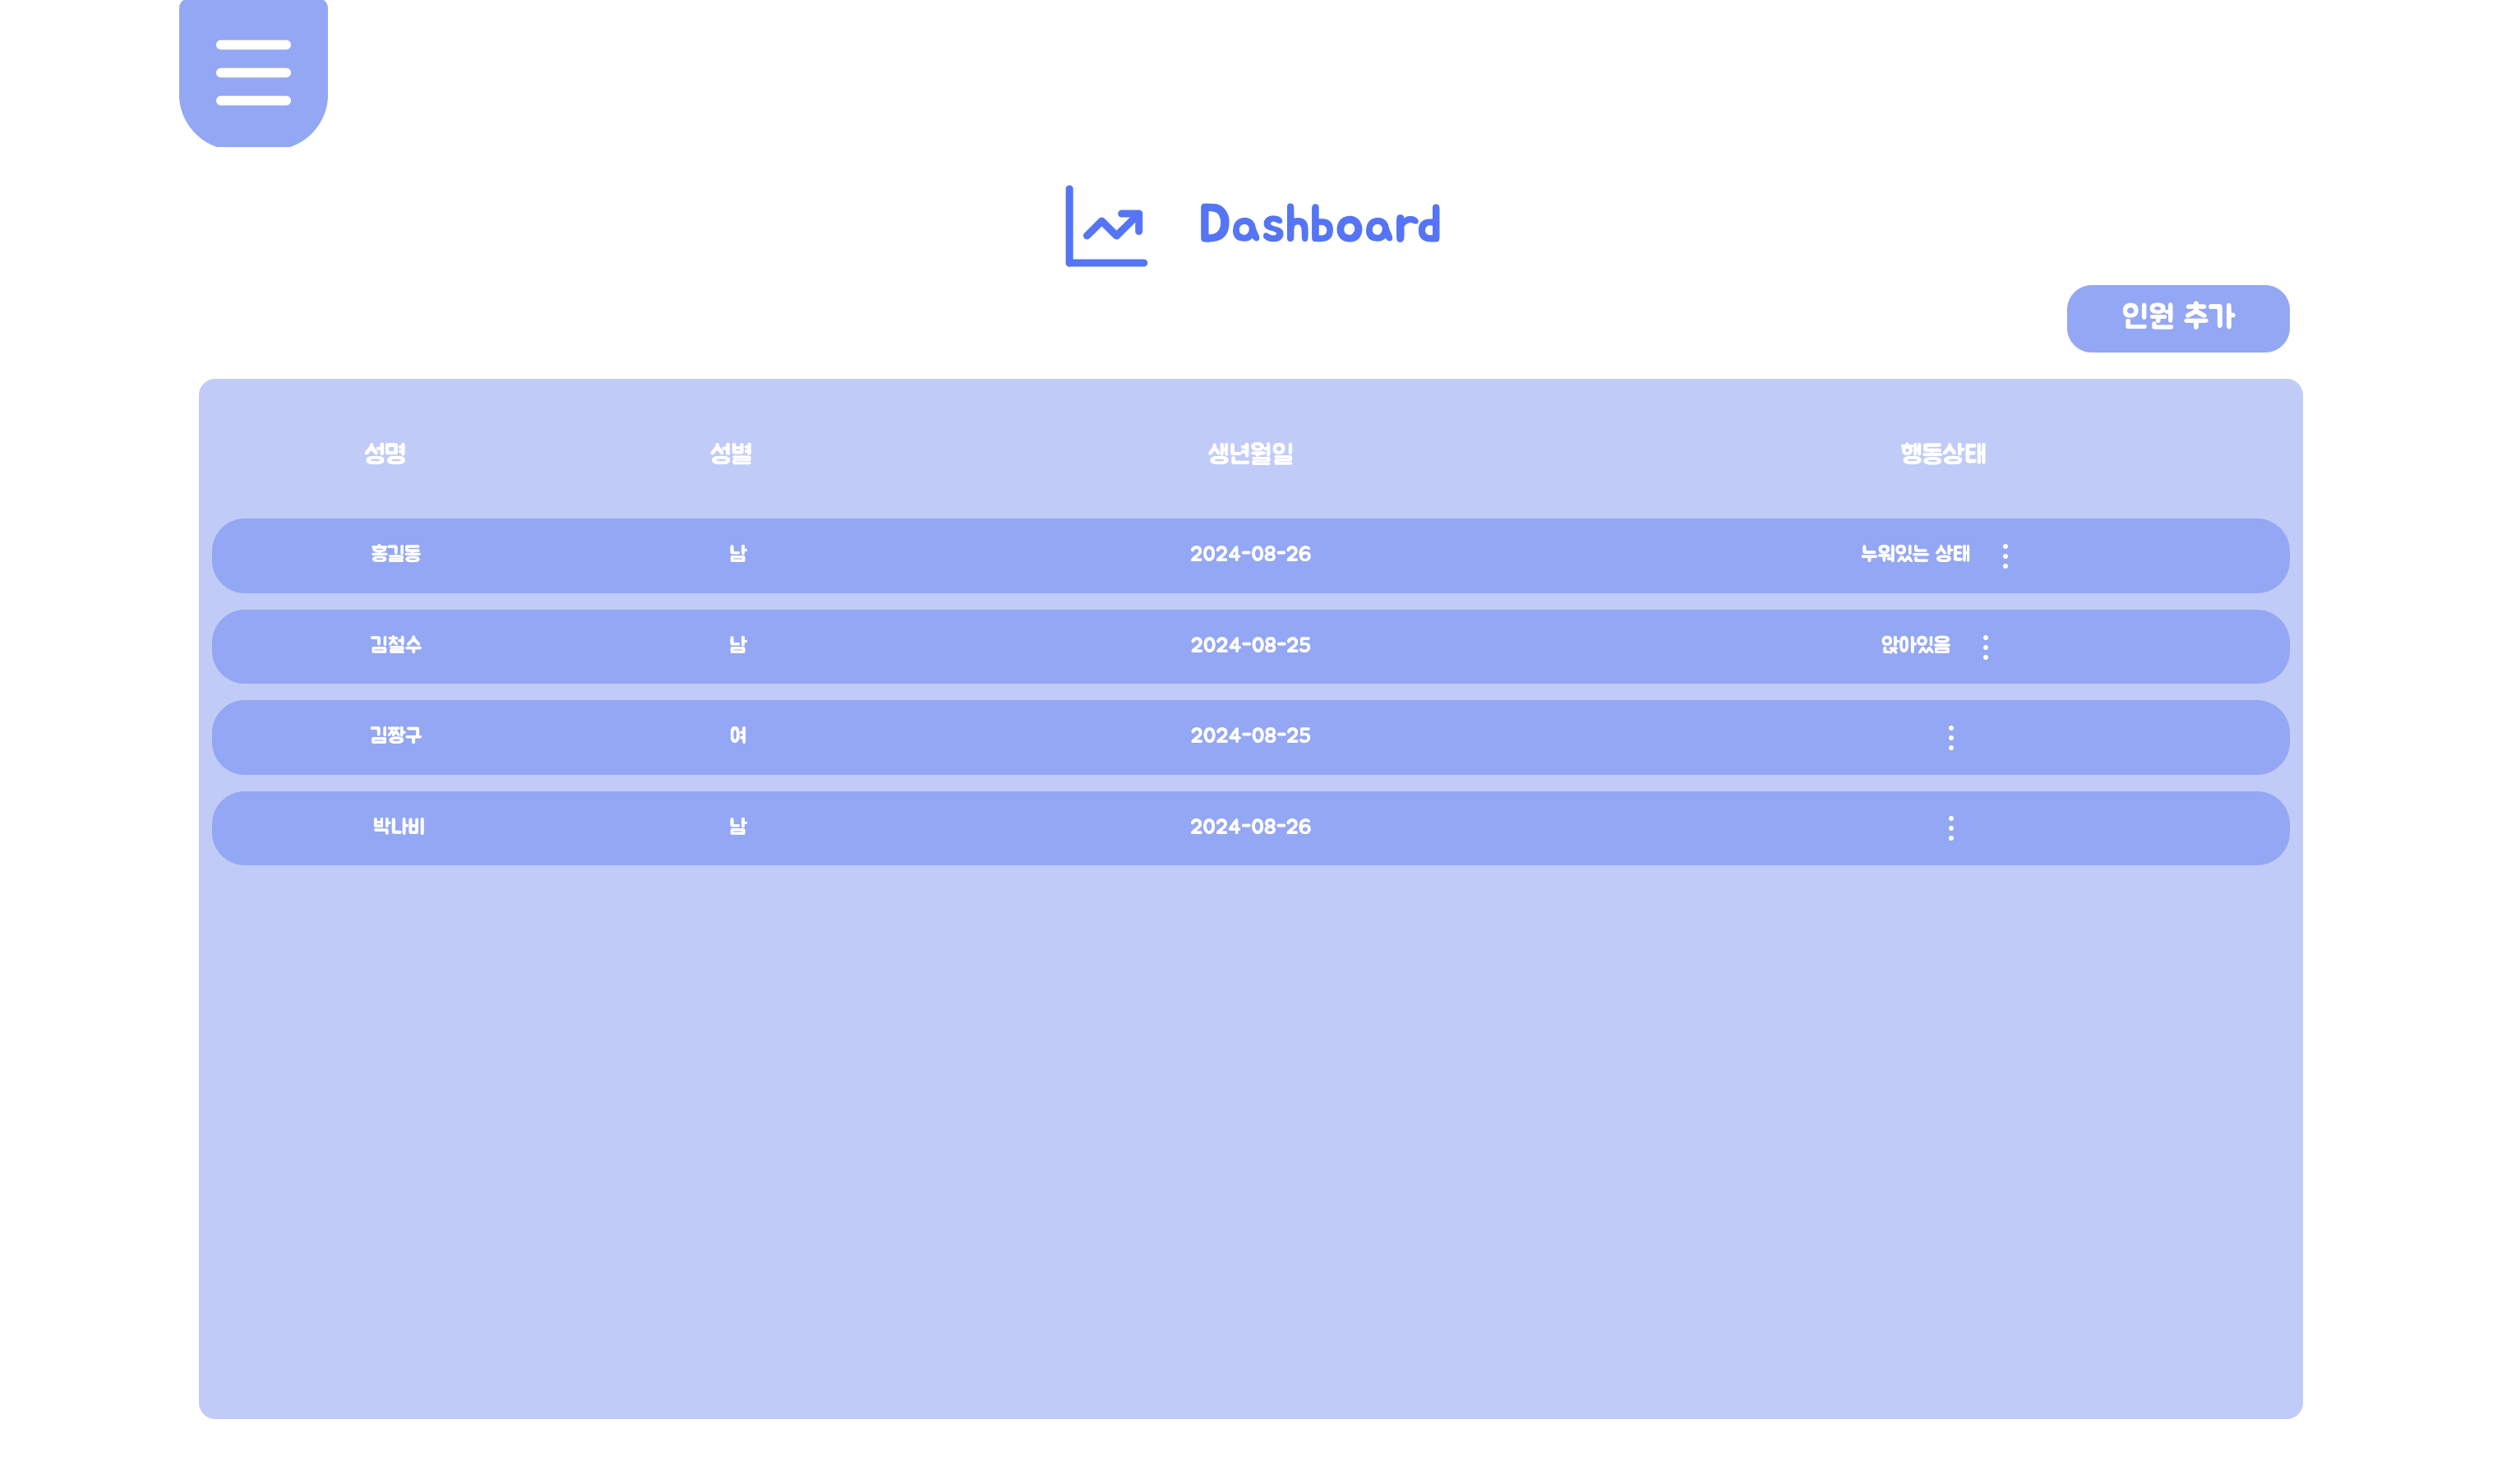 Dashboard
인원 추가
성명 성별 생년월일 행동상태
홍길동 남 2024-08-26 누워있는 상태
김철수 남 2024-08-25 앉아있음
김짱구 여 2024-08-25
박나비 남 2024-08-26